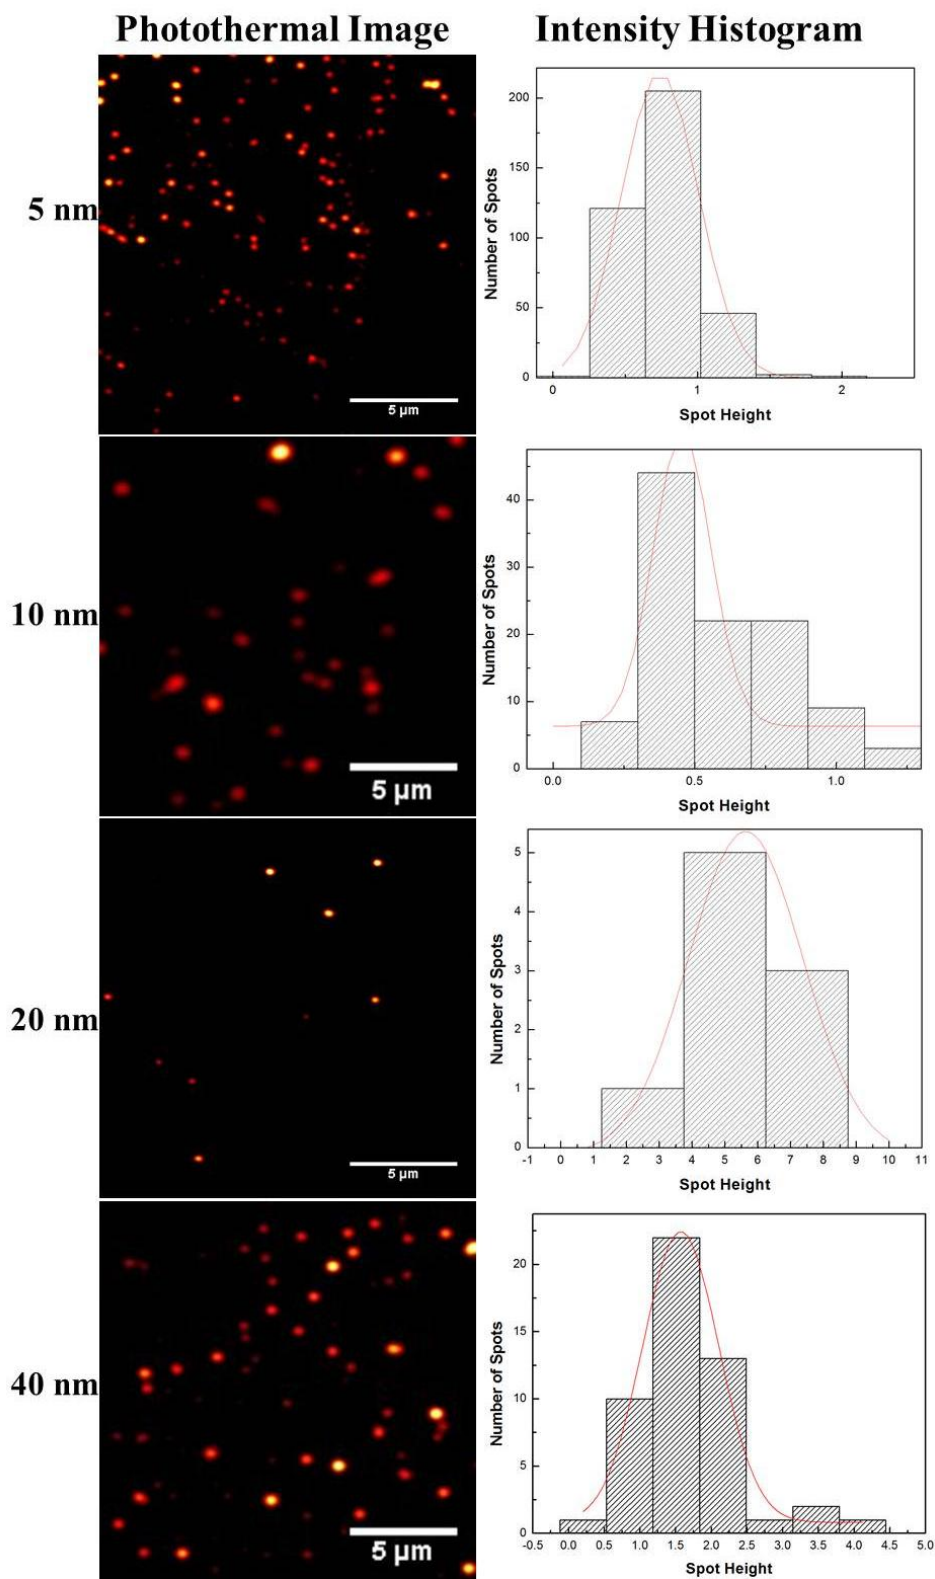 Photothermal Image Intensity Histogram
5 nm
5 µm
200
150
100
50
0
Number of Spots
0 1 2
Spot Height
10 nm
5 µm
40
30
20
10
0
Number of Spots
0.0 0.5 1.0
Spot Height
20 nm
5 µm
5
4
3
2
1
0
Number of Spots
-1 0 1 2 3 4 5 6 7 8 9 10 11
Spot Height
40 nm
5 µm
20
15
10
5
0
Number of Spots
-0.5 0.0 0.5 1.0 1.5 2.0 2.5 3.0 3.5 4.0 4.5 5.0
Spot Height